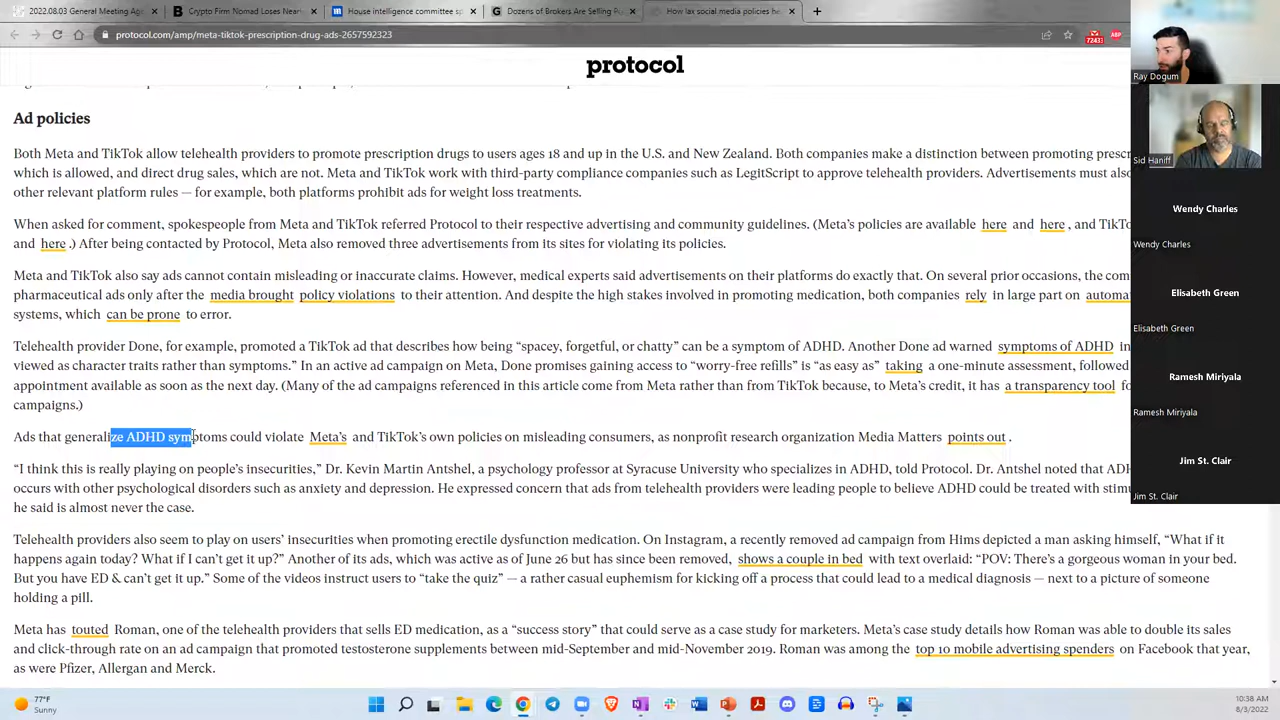 2022.08.03 General Meeting Age
Crypto Firm Nomad Loses Near
House intelligence committee sp
Dozens of Brokers Are Selling Pu
How lax social media policies he
protocol.com/amp/meta-tiktok-prescription-drug-ads-2657592323
ABP
protocol
Ad policies
Both Meta and TikTok allow telehealth providers to promote prescription drugs to users ages 18 and up in the U.S. and New Zealand. Both companies make a distinction between promoting prescr
which is allowed, and direct drug sales, which are not. Meta and TikTok work with third-party compliance companies such as LegitScript to approve telehealth providers. Advertisements must also
other relevant platform rules — for example, both platforms prohibit ads for weight loss treatments.
When asked for comment, spokespeople from Meta and TikTok referred Protocol to their respective advertising and community guidelines. (Meta's policies are available here and here , and TikT
and here .) After being contacted by Protocol, Meta also removed three advertisements from its sites for violating its policies.
Meta and TikTok also say ads cannot contain misleading or inaccurate claims. However, medical experts said advertisements on their platforms do exactly that. On several prior occasions, the com
pharmaceutical ads only after the media brought policy violations to their attention. And despite the high stakes involved in promoting medication, both companies rely in large part on automa
systems, which can be prone to error.
Telehealth provider Done, for example, promoted a TikTok ad that describes how being “spacey, forgetful, or chatty” can be a symptom of ADHD. Another Done ad warned symptoms of ADHD in
viewed as character traits rather than symptoms.” In an active ad campaign on Meta, Done promises gaining access to “worry-free refills” is “as easy as” taking a one-minute assessment, followed
appointment available as soon as the next day. (Many of the ad campaigns referenced in this article come from Meta rather than from TikTok because, to Meta's credit, it has a transparency tool fo
campaigns.)
Ads that generalize ADHD symptoms could violate Meta's and TikTok's own policies on misleading consumers, as nonprofit research organization Media Matters points out .
“I think this is really playing on people's insecurities,” Dr. Kevin Martin Antshel, a psychology professor at Syracuse University who specializes in ADHD, told Protocol. Dr. Antshel noted that ADH
occurs with other psychological disorders such as anxiety and depression. He expressed concern that ads from telehealth providers were leading people to believe ADHD could be treated with stimu
he said is almost never the case.
Telehealth providers also seem to play on users' insecurities when promoting erectile dysfunction medication. On Instagram, a recently removed ad campaign from Hims depicted a man asking himself, “What if it
happens again today? What if I can't get it up?” Another of its ads, which was active as of June 26 but has since been removed, shows a couple in bed with text overlaid: “POV: There's a gorgeous woman in your bed.
But you have ED & can't get it up.” Some of the videos instruct users to “take the quiz” — a rather casual euphemism for kicking off a process that could lead to a medical diagnosis — next to a picture of someone
holding a pill.
Meta has touted Roman, one of the telehealth providers that sells ED medication, as a “success story” that could serve as a case study for marketers. Meta's case study details how Roman was able to double its sales
and click-through rate on an ad campaign that promoted testosterone supplements between mid-September and mid-November 2019. Roman was among the top 10 mobile advertising spenders on Facebook that year,
as were Pfizer, Allergan and Merck.
Ray Dogum
Sid Haniff
Wendy Charles
Wendy Charles
Elisabeth Green
Elisabeth Green
Ramesh Miriyala
Ramesh Miriyala
Jim St. Clair
Jim St. Clair
77°F
Sunny
10:38 AM
8/3/2022